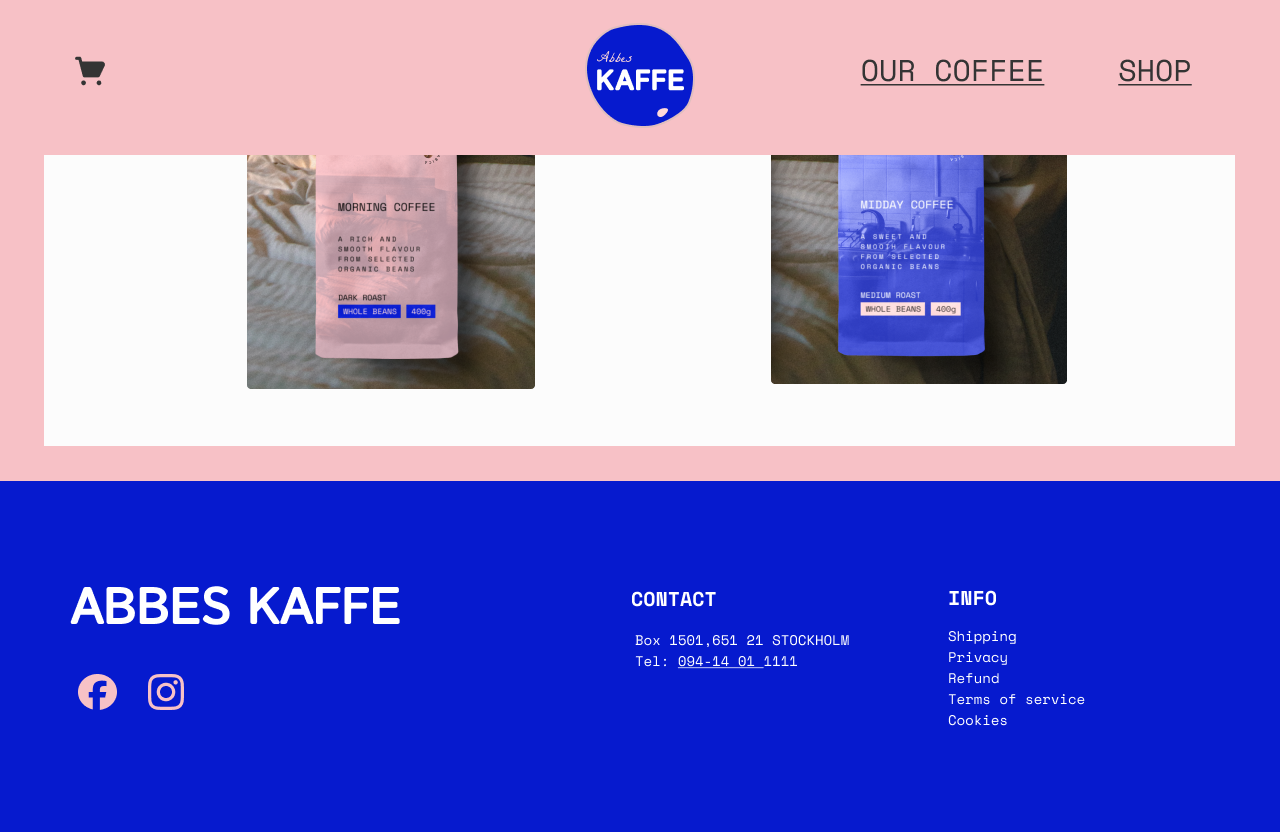 Abbes
KAFFE
OUR COFFEE
SHOP
MORNING COFFEE
A RICH AND
SMOOTH FLAVOUR
FROM SELECTED
ORGANIC BEANS
DARK ROAST
WHOLE BEANS 400g
MIDDAY COFFEE
A SWEET AND
SMOOTH FLAVOUR
FROM SELECTED
ORGANIC BEANS
MEDIUM ROAST
WHOLE BEANS 400g
ABBES KAFFE
CONTACT
Box 1501,651 21 STOCKHOLM
Tel: 094-14 01 1111
INFO
Shipping
Privacy
Refund
Terms of service
Cookies